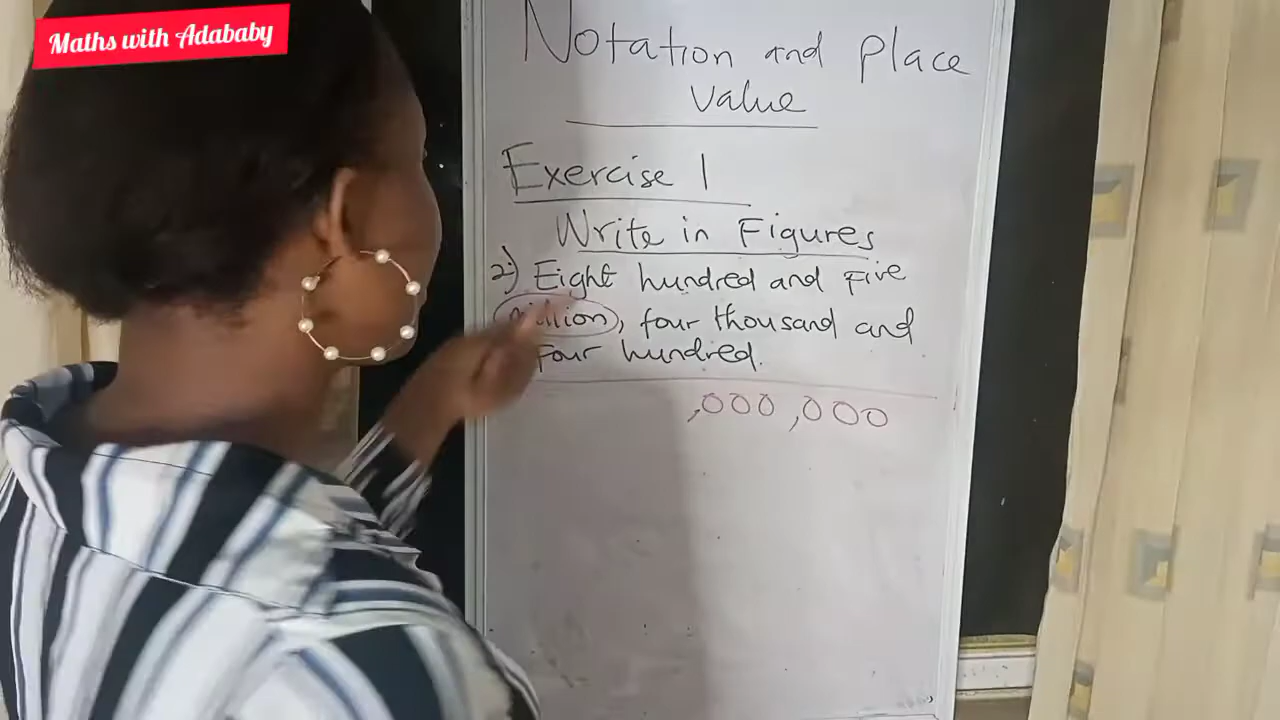 Maths with Adababy
Notation and Place
Value
Exercise 1
Write in Figures
2.) Eight hundred and Five
Million, four thousand and
Four hundred.
,000,000